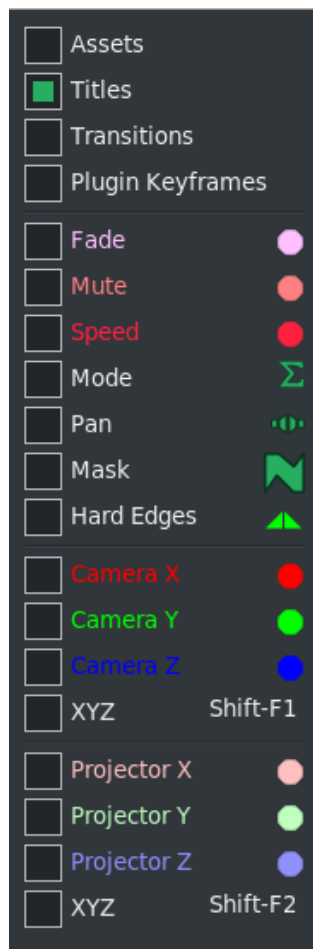 Assets
Titles
Transitions
Plugin Keyframes
Fade
Mute
Speed
Mode Σ
Pan
Mask
Hard Edges
Camera X
Camera Y
Camera Z
XYZ Shift-F1
Projector X
Projector Y
Projector Z
XYZ Shift-F2